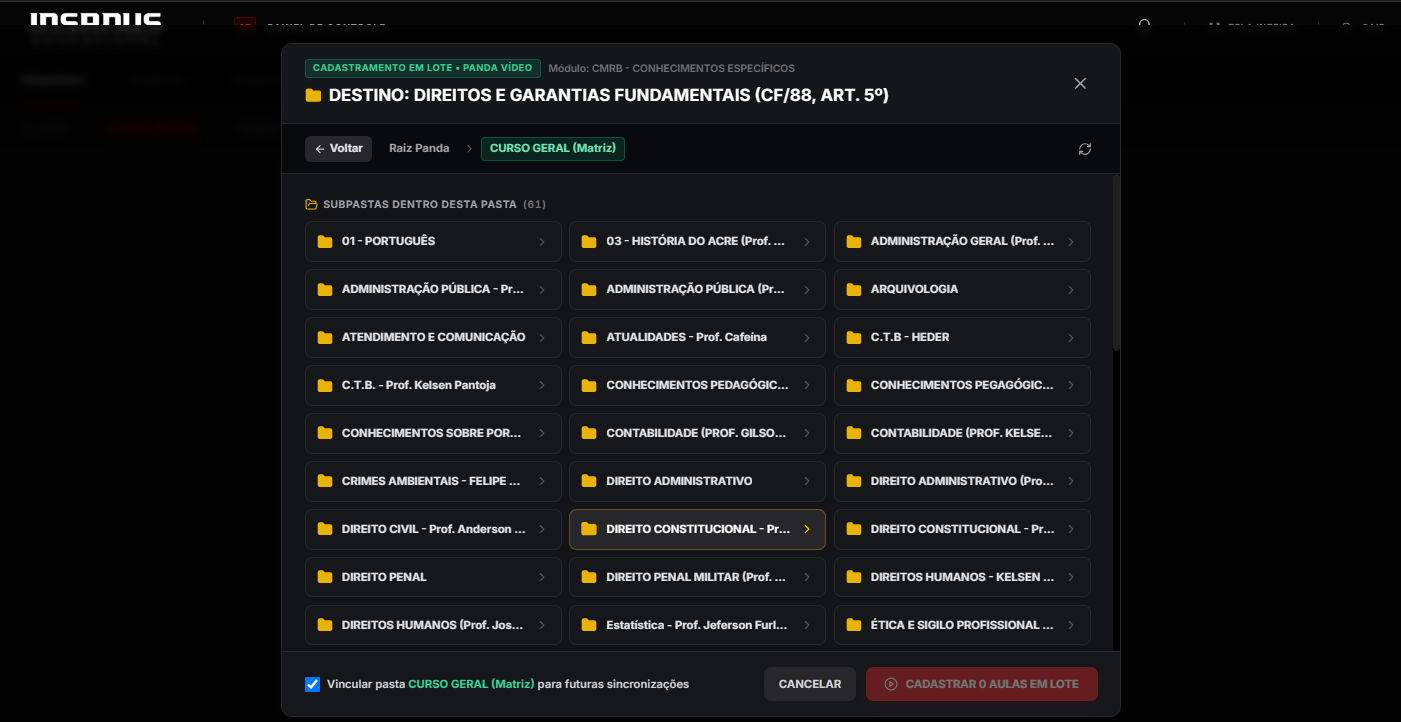 INSANUS
CADASTRAMENTO EM LOTE • PANDA VÍDEO Módulo: CMRB - CONHECIMENTOS ESPECÍFICOS
DESTINO: DIREITOS E GARANTIAS FUNDAMENTAIS (CF/88, ART. 5º)
Voltar Raiz Panda CURSO GERAL (Matriz)
SUBPASTAS DENTRO DESTA PASTA (61)
01 - PORTUGUÊS 03 - HISTÓRIA DO ACRE (Prof. ... ADMINISTRAÇÃO GERAL (Prof. ...
ADMINISTRAÇÃO PÚBLICA - Pr... ADMINISTRAÇÃO PÚBLICA (Pr... ARQUIVOLOGIA
ATENDIMENTO E COMUNICAÇÃO ATUALIDADES - Prof. Cafeína C.T.B - HEDER
C.T.B. - Prof. Kelsen Pantoja CONHECIMENTOS PEDAGÓGIC... CONHECIMENTOS PEGAGÓGIC...
CONHECIMENTOS SOBRE POR... CONTABILIDADE (PROF. GILSO... CONTABILIDADE (PROF. KELSE...
CRIMES AMBIENTAIS - FELIPE ... DIREITO ADMINISTRATIVO DIREITO ADMINISTRATIVO (Pro...
DIREITO CIVIL - Prof. Anderson ... DIREITO CONSTITUCIONAL - Pr... DIREITO CONSTITUCIONAL - Pr...
DIREITO PENAL DIREITO PENAL MILITAR (Prof. ... DIREITOS HUMANOS - KELSEN ...
DIREITOS HUMANOS (Prof. Jos... Estatística - Prof. Jeferson Furl... ÉTICA E SIGILO PROFISSIONAL ...
Vincular pasta CURSO GERAL (Matriz) para futuras sincronizações CANCELAR CADASTRAR 0 AULAS EM LOTE